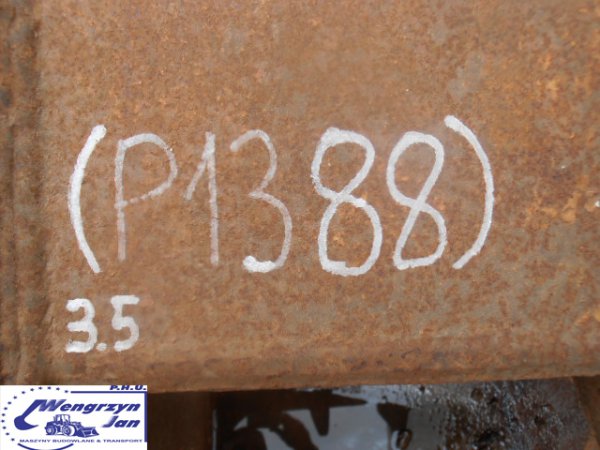 (P1388)
3.5
P.H.U.
Wengrzyn
Jan
MASZYNY BUDOWLANE & TRANSPORT